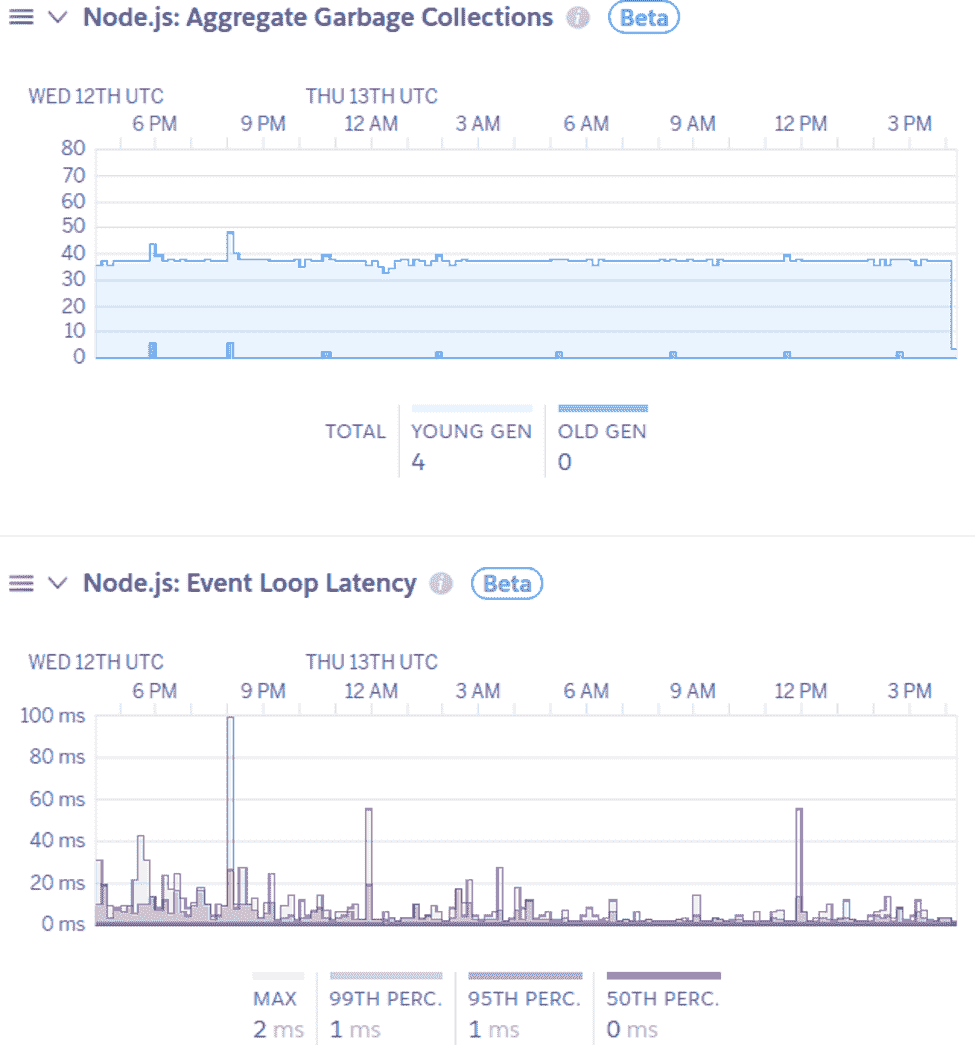 Node.js: Aggregate Garbage Collections i Beta
WED 12TH UTC THU 13TH UTC
6 PM 9 PM 12 AM 3 AM 6 AM 9 AM 12 PM 3 PM
80
70
60
50
40
30
20
10
0
TOTAL YOUNG GEN OLD GEN
4 0
Node.js: Event Loop Latency i Beta
WED 12TH UTC THU 13TH UTC
6 PM 9 PM 12 AM 3 AM 6 AM 9 AM 12 PM 3 PM
100 ms
80 ms
60 ms
40 ms
20 ms
0 ms
MAX 99TH PERC. 95TH PERC. 50TH PERC.
2 ms 1 ms 1 ms 0 ms